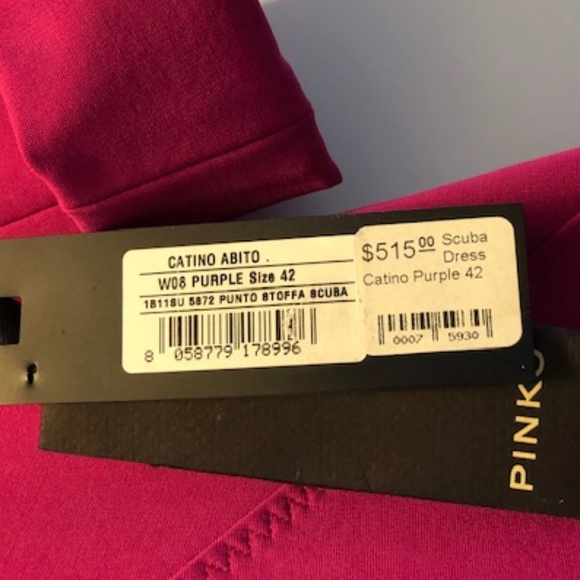 CATINO ABITO .
W08 PURPLE Size 42
1B11SU 5872 PUNTO STOFFA SCUBA
8 058779 178996
$515.00 Scuba
Dress
Catino Purple 42
0007 5930
PINKO